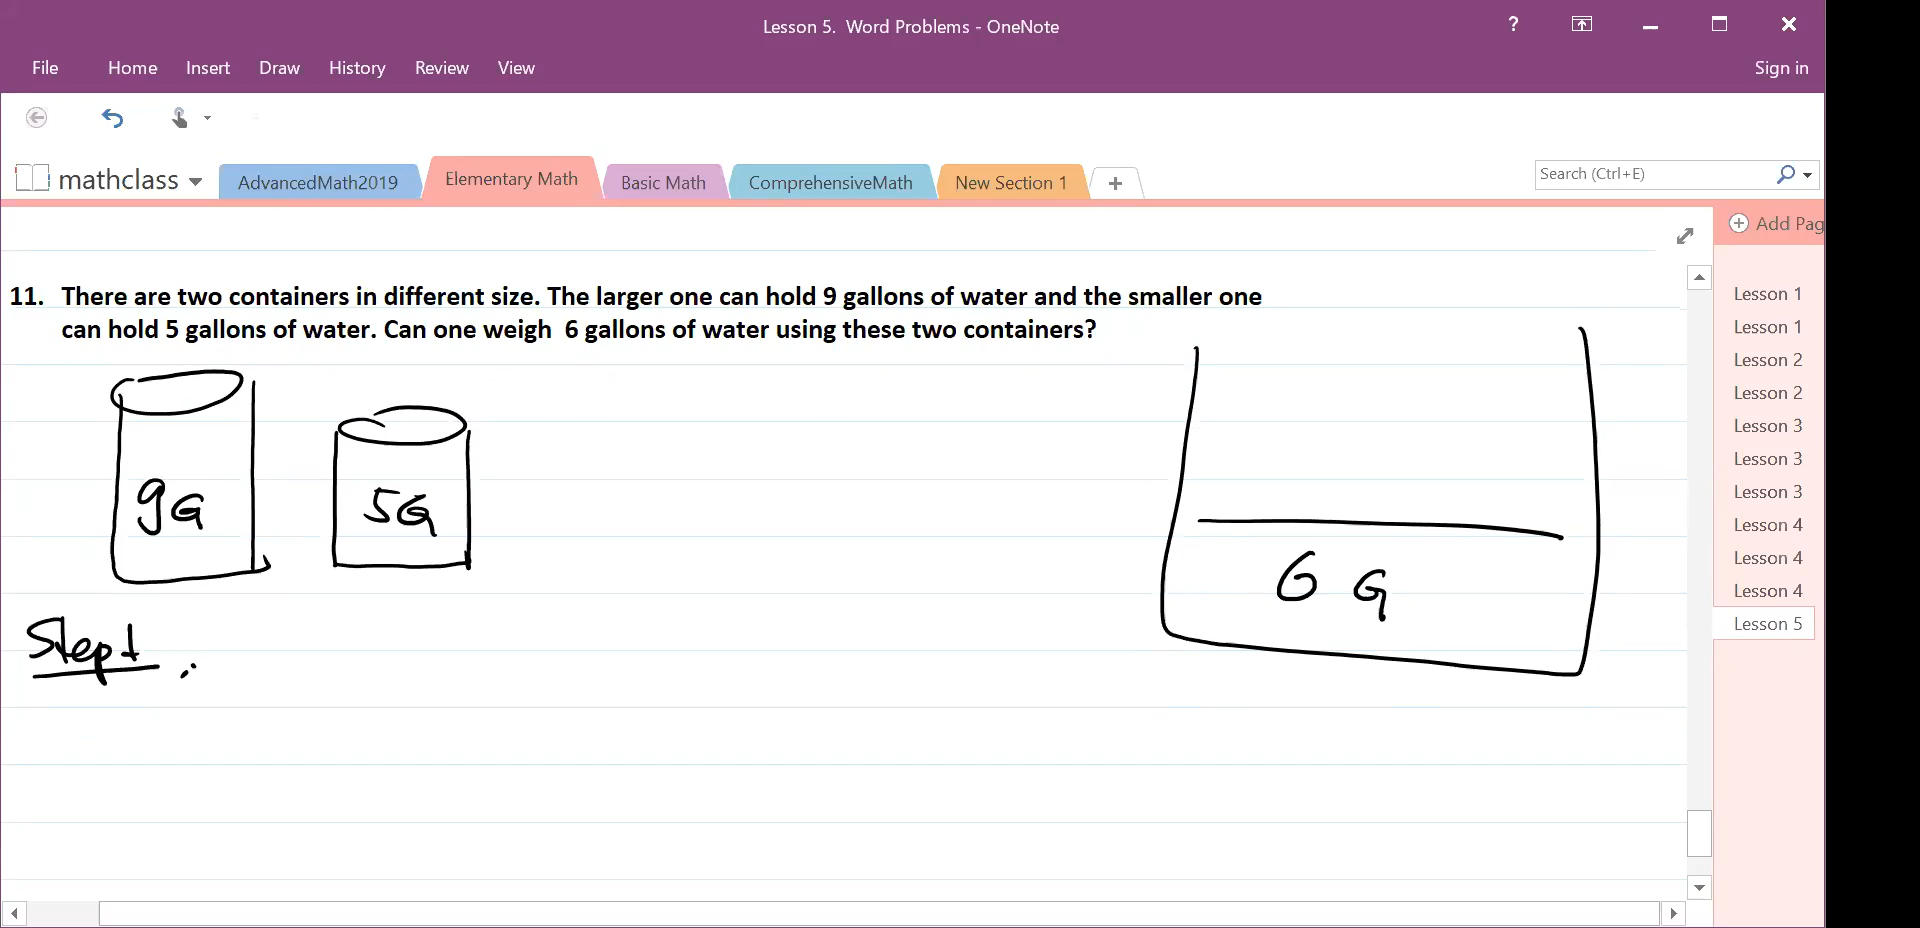 Lesson 5.  Word Problems - OneNote
?
File Home Insert Draw History Review View Sign in
mathclass AdvancedMath2019 Elementary Math Basic Math ComprehensiveMath New Section 1 + Search (Ctrl+E)
Add Pag
11. There are two containers in different size. The larger one can hold 9 gallons of water and the smaller one
can hold 5 gallons of water. Can one weigh  6 gallons of water using these two containers?
9G 5G
6 G
Step 1 :
Lesson 1
Lesson 1
Lesson 2
Lesson 2
Lesson 3
Lesson 3
Lesson 3
Lesson 4
Lesson 4
Lesson 4
Lesson 5